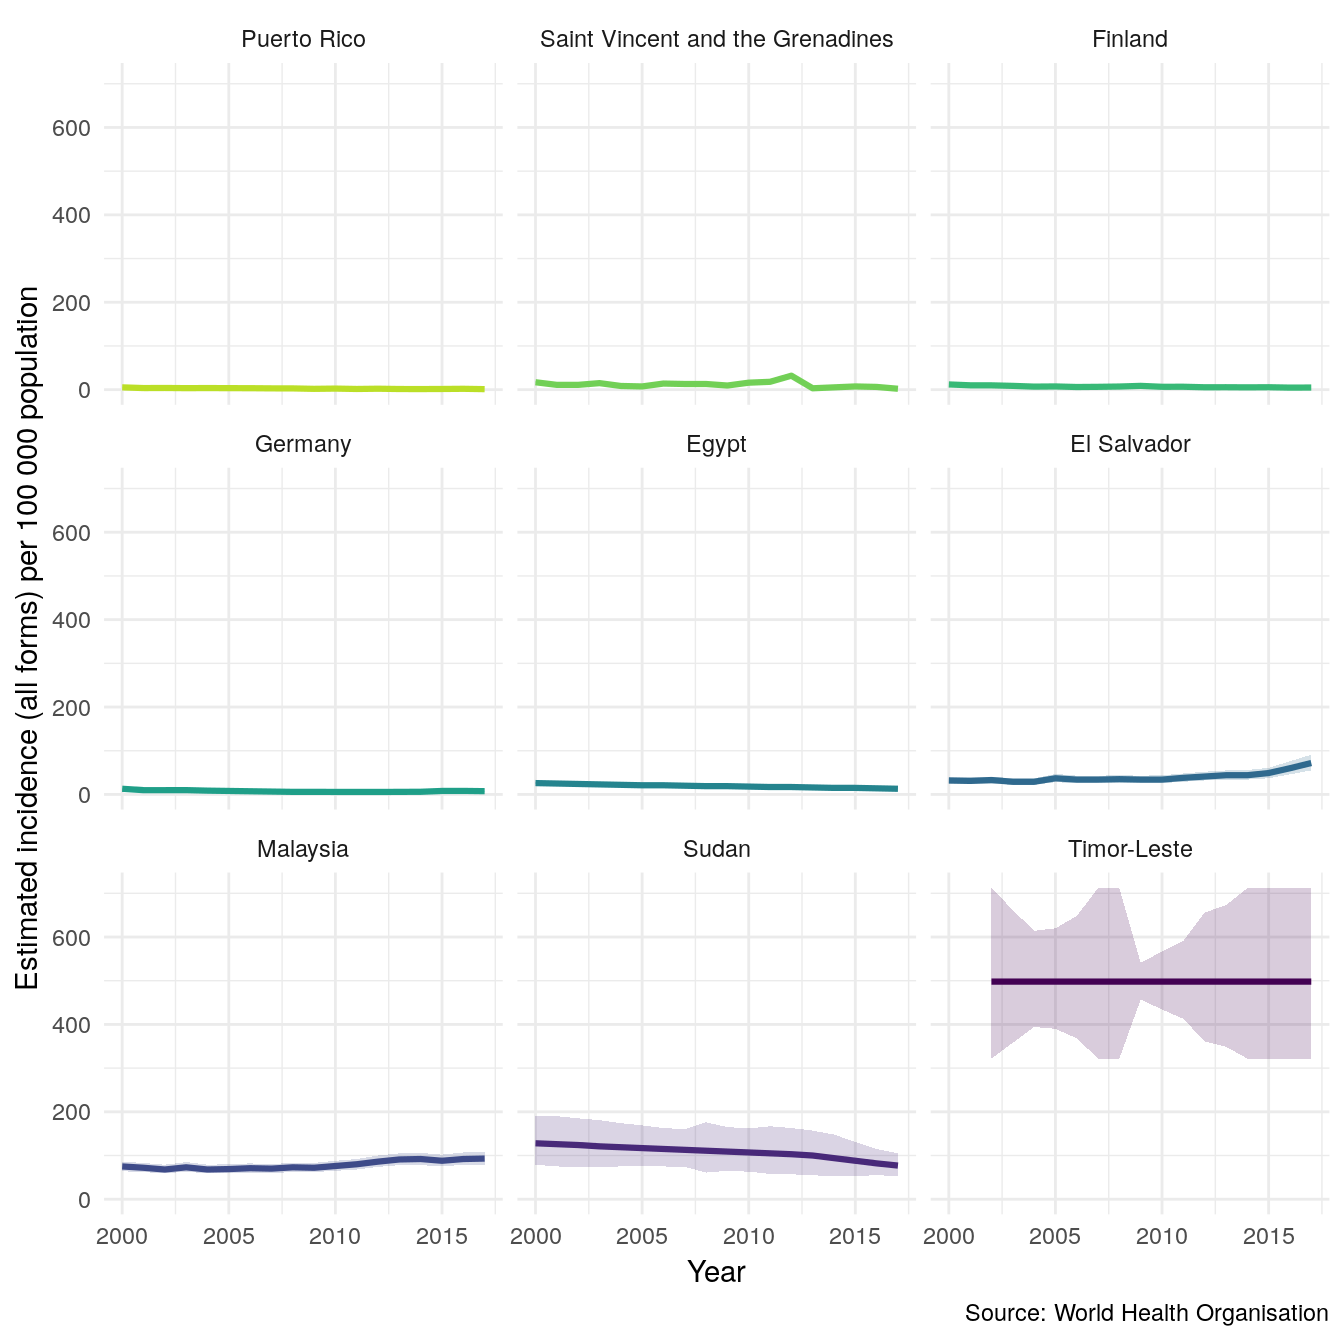 Puerto Rico
Saint Vincent and the Grenadines
Finland
600
400
200
0
Germany
Egypt
El Salvador
600
400
200
0
Malaysia
Sudan
Timor-Leste
600
400
200
0
2000 2005 2010 2015
2000 2005 2010 2015
2000 2005 2010 2015
Estimated incidence (all forms) per 100 000 population
Year
Source: World Health Organisation